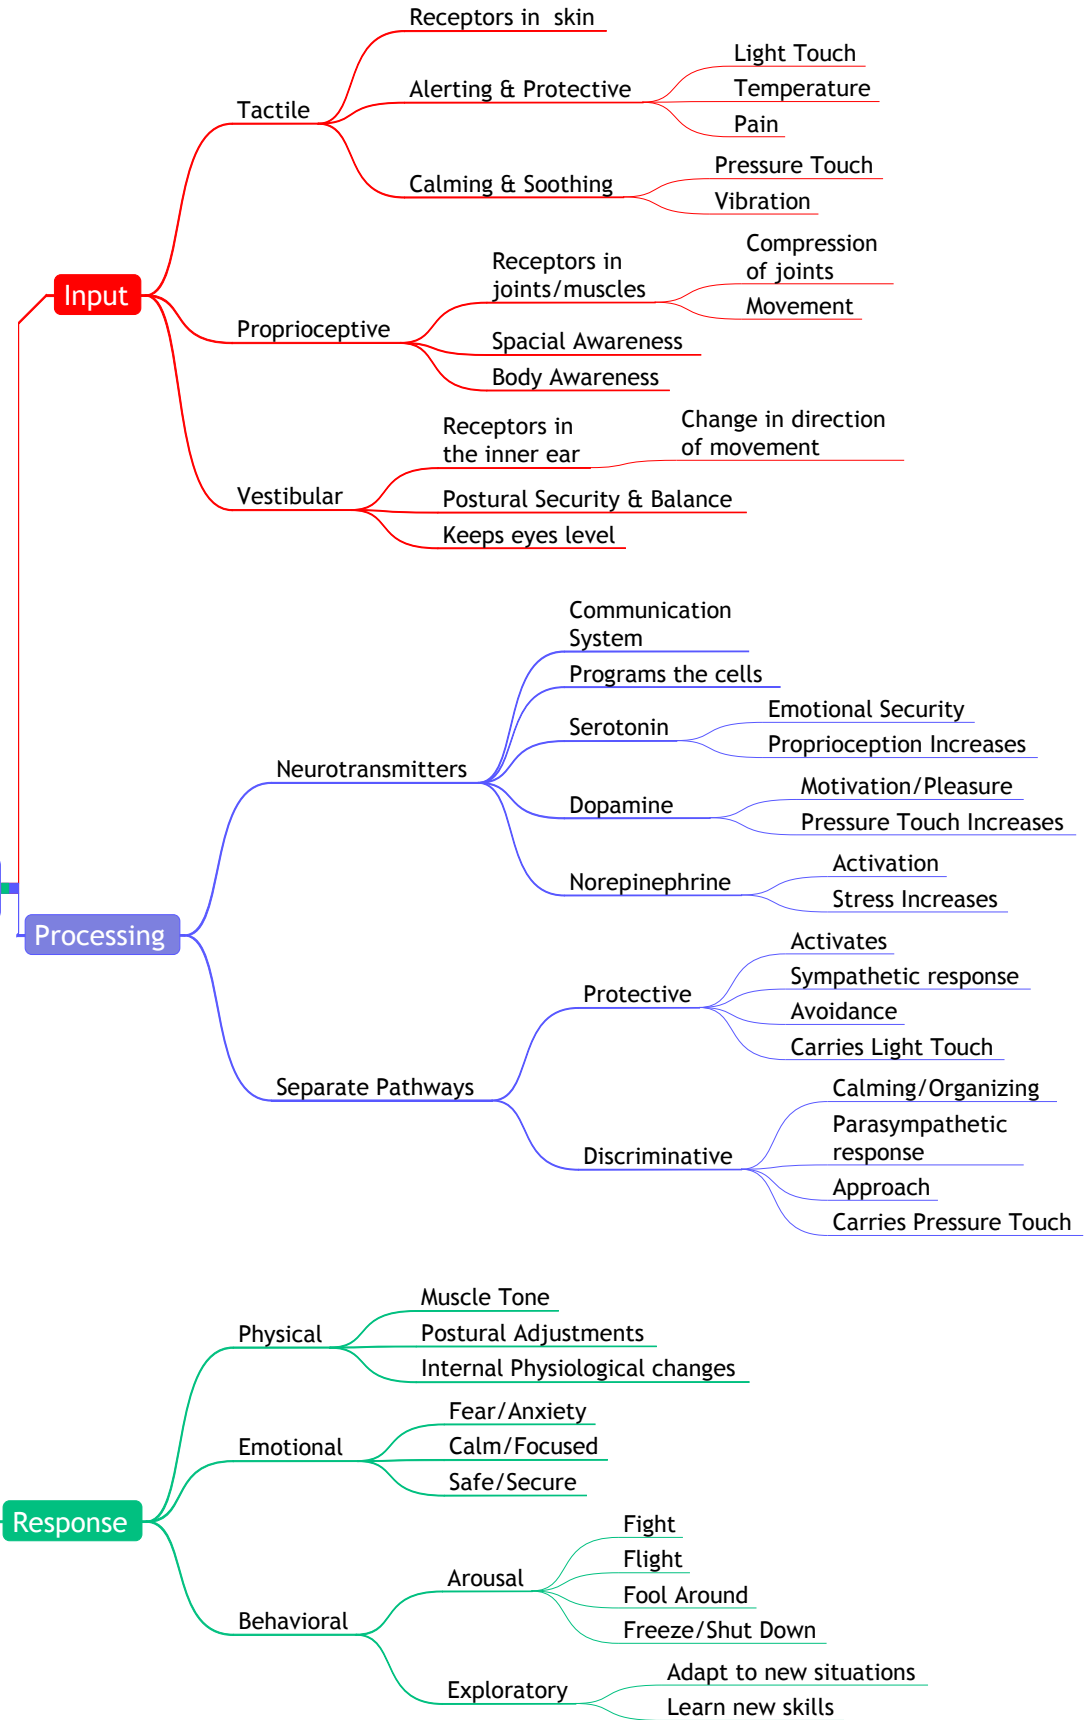 Input
Tactile
Receptors in  skin
Alerting & Protective
Light Touch
Temperature
Pain
Calming & Soothing
Pressure Touch
Vibration
Proprioceptive
Receptors in
joints/muscles
Compression
of joints
Movement
Spacial Awareness
Body Awareness
Vestibular
Receptors in
the inner ear
Change in direction
of movement
Postural Security & Balance
Keeps eyes level
Processing
Neurotransmitters
Communication
System
Programs the cells
Serotonin
Emotional Security
Proprioception Increases
Dopamine
Motivation/Pleasure
Pressure Touch Increases
Norepinephrine
Activation
Stress Increases
Separate Pathways
Protective
Activates
Sympathetic response
Avoidance
Carries Light Touch
Discriminative
Calming/Organizing
Parasympathetic
response
Approach
Carries Pressure Touch
Response
Physical
Muscle Tone
Postural Adjustments
Internal Physiological changes
Emotional
Fear/Anxiety
Calm/Focused
Safe/Secure
Behavioral
Arousal
Fight
Flight
Fool Around
Freeze/Shut Down
Exploratory
Adapt to new situations
Learn new skills